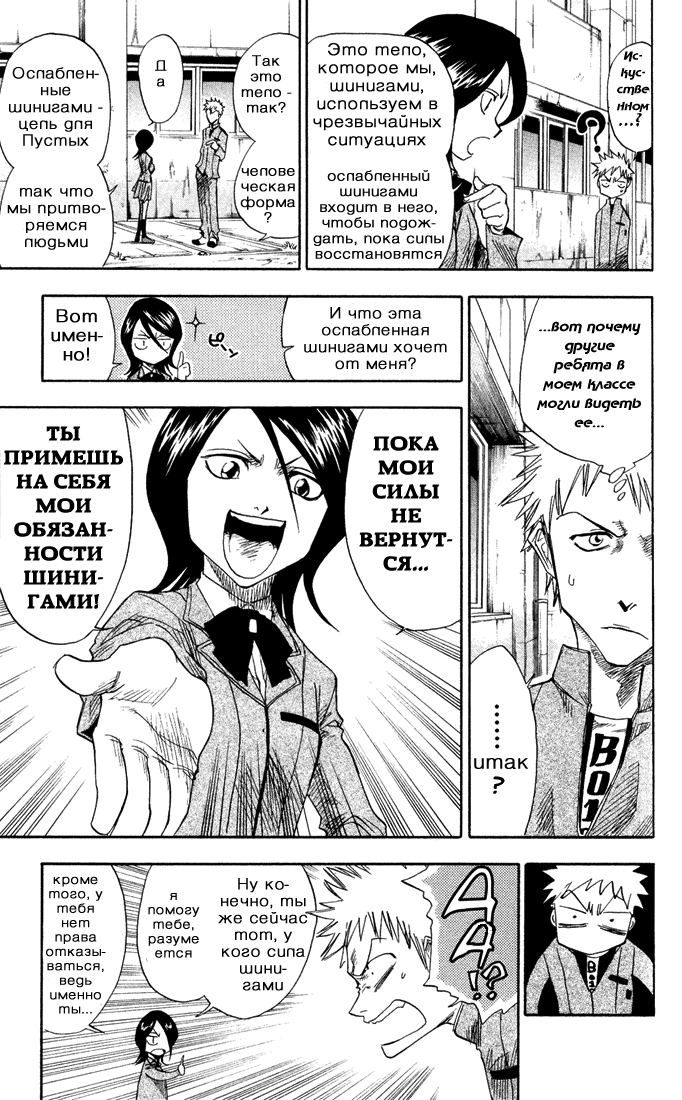 Ис-
кус-
стве
нном
...?
?
Это тело,
которое мы,
шинигами,
используем в
чрезвычайных
ситуациях
ослабленный
шинигами
входит в него,
чтобы подож-
дать, пока силы
восстановятся
Так
это
тело -
так?
челове
ческая
форма
?
Д
а
Ослаблен-
ные
шинигами -
цель для
Пустых
так что
мы притво-
ряемся
людьми
...вот почему
другие
ребята в
моем классе
могли видеть
ее...
И что эта
ослабленная
шинигами хочет
от меня?
Вот
имен-
но!
.......
итак
?
ПОКА
МОИ
СИЛЫ
НЕ
ВЕРНУТ-
СЯ...
ТЫ
ПРИМЕШЬ
НА СЕБЯ
МОИ
ОБЯЗАН-
НОСТИ
ШИНИ-
ГАМИ!
ДА?!!
Ну ко-
нечно, ты
же сейчас
тот, у
кого сила
шини-
гами
я
помогу
тебе,
разуме
ется
кроме
того, у
тебя
нет
права
отказы-
ваться,
ведь
именно
ты...